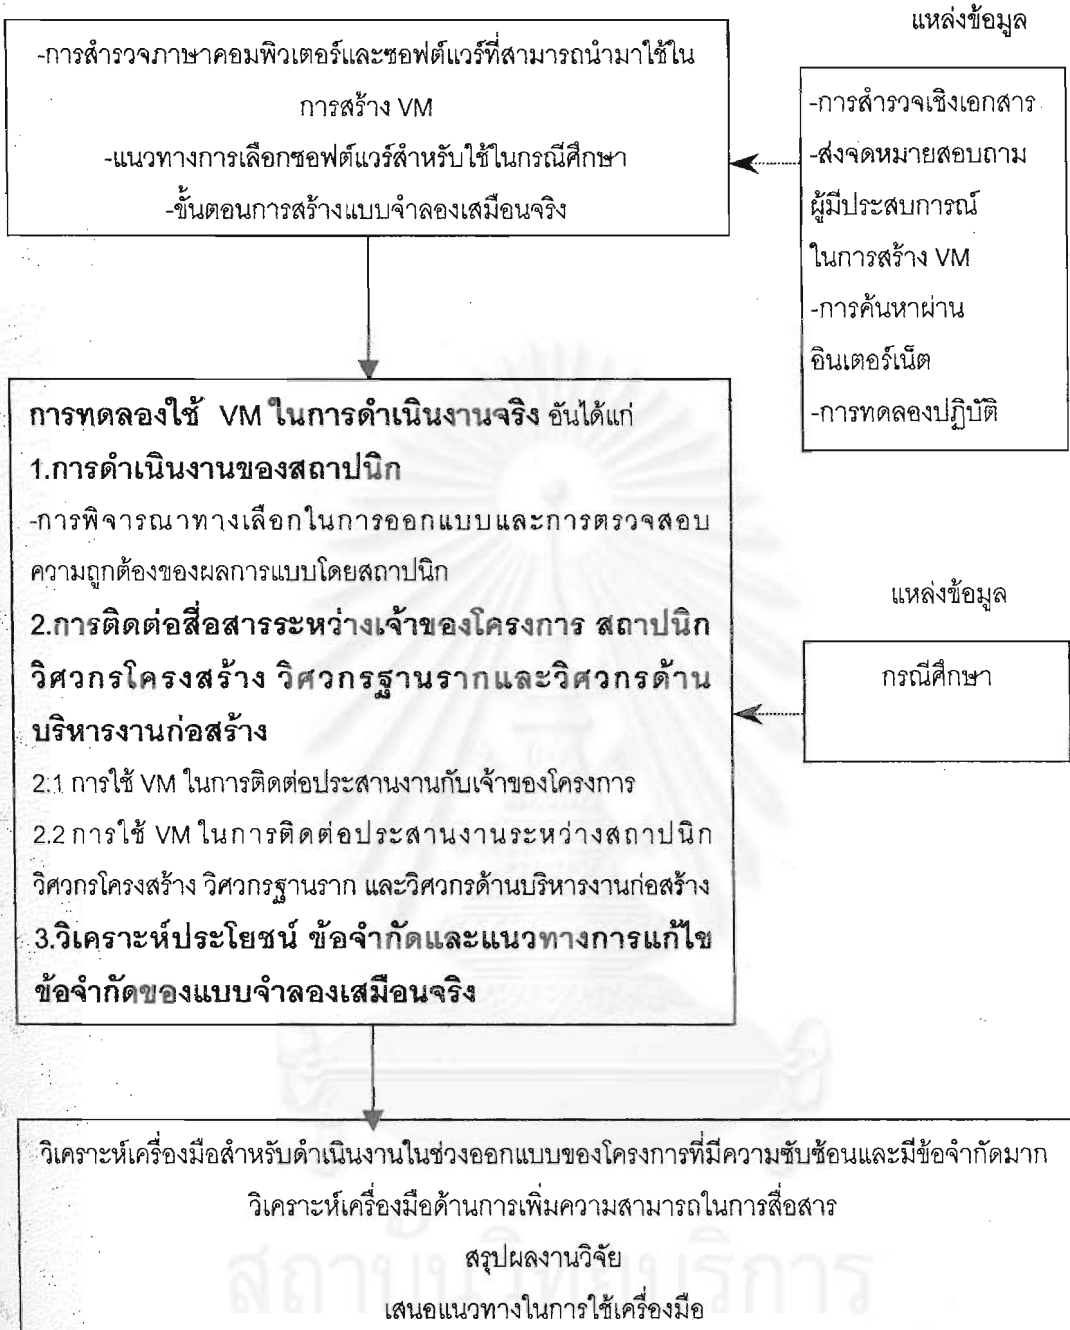 -การสำรวจภาษาคอมพิวเตอร์และซอฟต์แวร์ที่สามารถนำมาใช้ใน
การสร้าง VM
-แนวทางการเลือกซอฟต์แวร์สำหรับใช้ในกรณีศึกษา
-ขั้นตอนการสร้างแบบจำลองเสมือนจริง
แหล่งข้อมูล
-การสำรวจเชิงเอกสาร
-ส่งจดหมายสอบถาม
ผู้มีประสบการณ์
ในการสร้าง VM
-การค้นหาผ่าน
อินเตอร์เน็ต
-การทดลองปฏิบัติ
การทดลองใช้ VM ในการดำเนินงานจริง อันได้แก่
1.การดำเนินงานของสถาปนิก
-การพิจารณาทางเลือกในการออกแบบและการตรวจสอบ
ความถูกต้องของผลการแบบโดยสถาปนิก
2.การติดต่อสื่อสารระหว่างเจ้าของโครงการ สถาปนิก
วิศวกรโครงสร้าง วิศวกรฐานรากและวิศวกรด้าน
บริหารงานก่อสร้าง
2.1 การใช้ VM ในการติดต่อประสานงานกับเจ้าของโครงการ
2.2 การใช้ VM ในการติดต่อประสานงานระหว่างสถาปนิก
วิศวกรโครงสร้าง วิศวกรฐานราก และวิศวกรด้านบริหารงานก่อสร้าง
3.วิเคราะห์ประโยชน์ ข้อจำกัดและแนวทางการแก้ไข
ข้อจำกัดของแบบจำลองเสมือนจริง
แหล่งข้อมูล
กรณีศึกษา
วิเคราะห์เครื่องมือสำหรับดำเนินงานในช่วงออกแบบของโครงการที่มีความซับซ้อนและมีข้อจำกัดมาก
วิเคราะห์เครื่องมือด้านการเพิ่มความสามารถในการสื่อสาร
สรุปผลงานวิจัย
เสนอแนวทางในการใช้เครื่องมือ
สถาบันวิทยบริการ